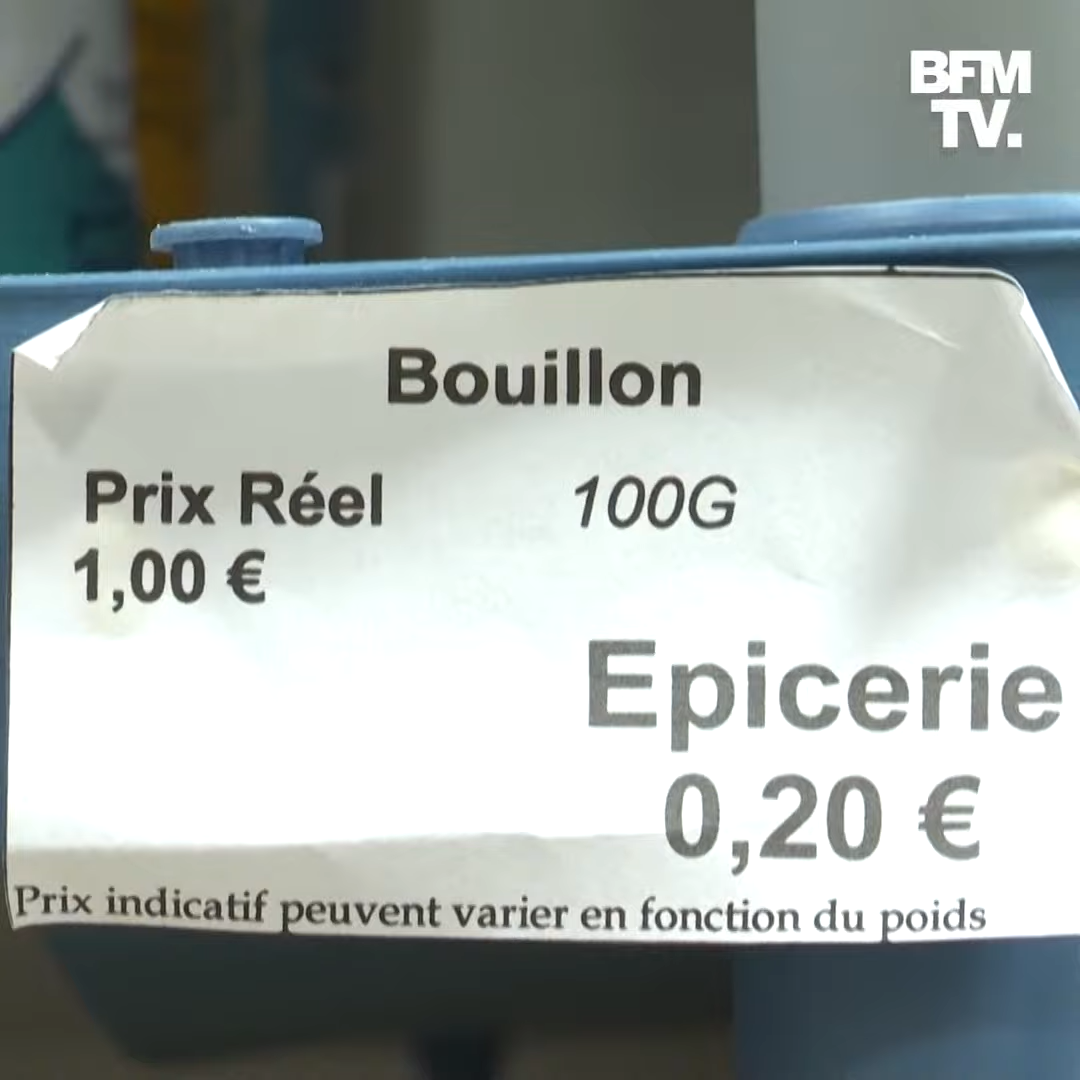 BFM
TV.
Bouillon
Prix Réel 100G
1,00 €
Epicerie
0,20 €
Prix indicatif peuvent varier en fonction du poids